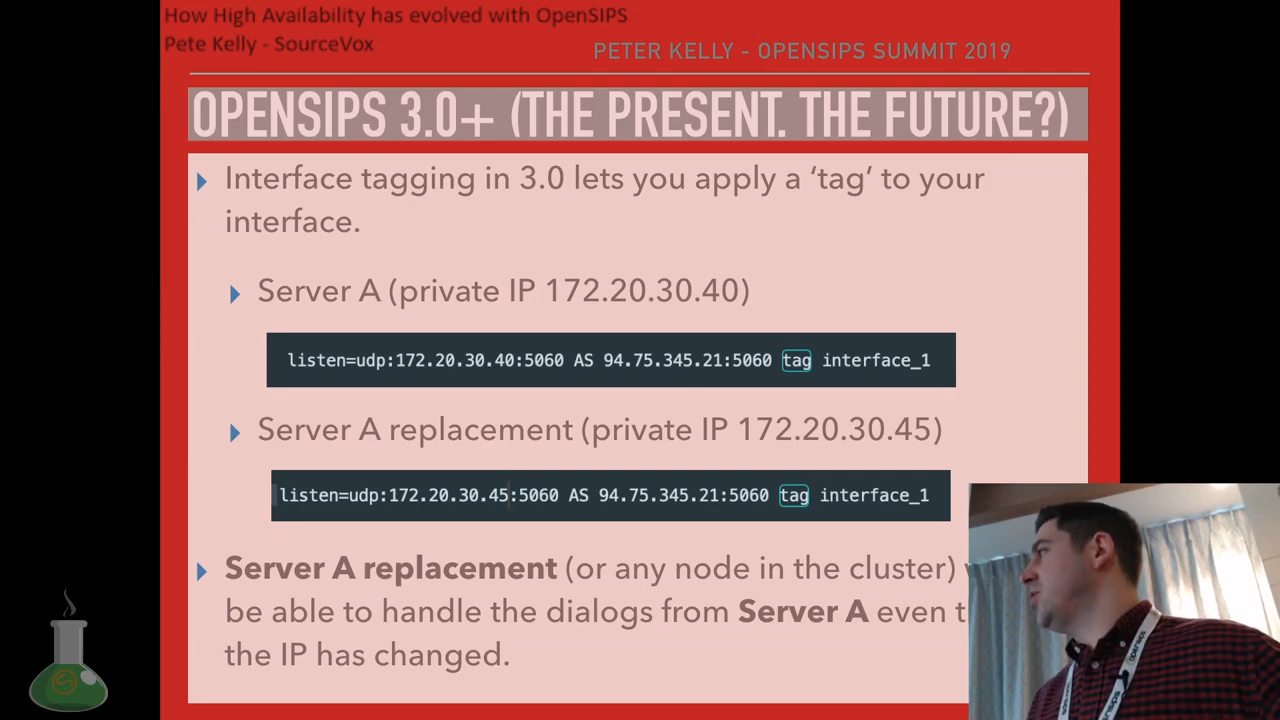 How High Availability has evolved with OpenSIPS
Pete Kelly - SourceVox
PETER KELLY - OPENSIPS SUMMIT 2019
OPENSIPS 3.0+ (THE PRESENT. THE FUTURE?)
Interface tagging in 3.0 lets you apply a ‘tag’ to your
interface.
Server A (private IP 172.20.30.40)
listen=udp:172.20.30.40:5060 AS 94.75.345.21:5060 tag interface_1
Server A replacement (private IP 172.20.30.45)
listen=udp:172.20.30.45:5060 AS 94.75.345.21:5060 tag interface_1
Server A replacement (or any node in the cluster)
be able to handle the dialogs from Server A even
the IP has changed.
opensips